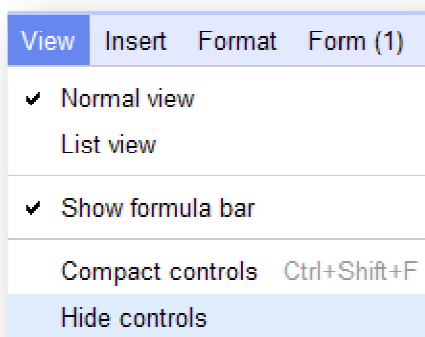 View Insert Format Form (1)
✔ Normal view
List view
✔ Show formula bar
Compact controls Ctrl+Shift+F
Hide controls